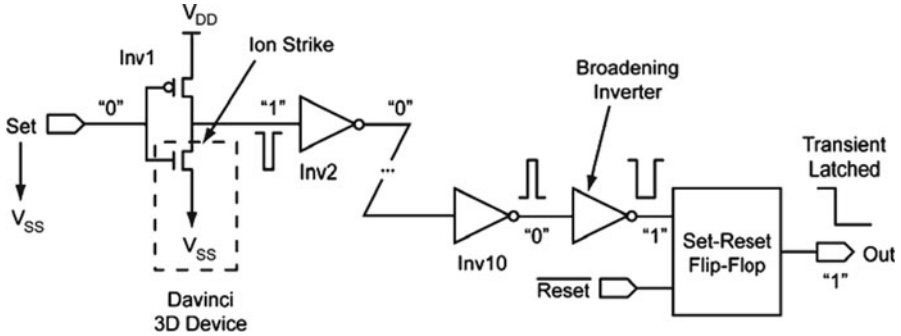 V_DD
Inv1
Ion Strike
Broadening
Inverter
Set
"0"
"1"
"0"
Transient
Latched
Inv2
...
V_SS
V_SS
"0"
"1"
Set-Reset
Flip-Flop
Out
"1"
Inv10
Reset
Davinci
3D Device